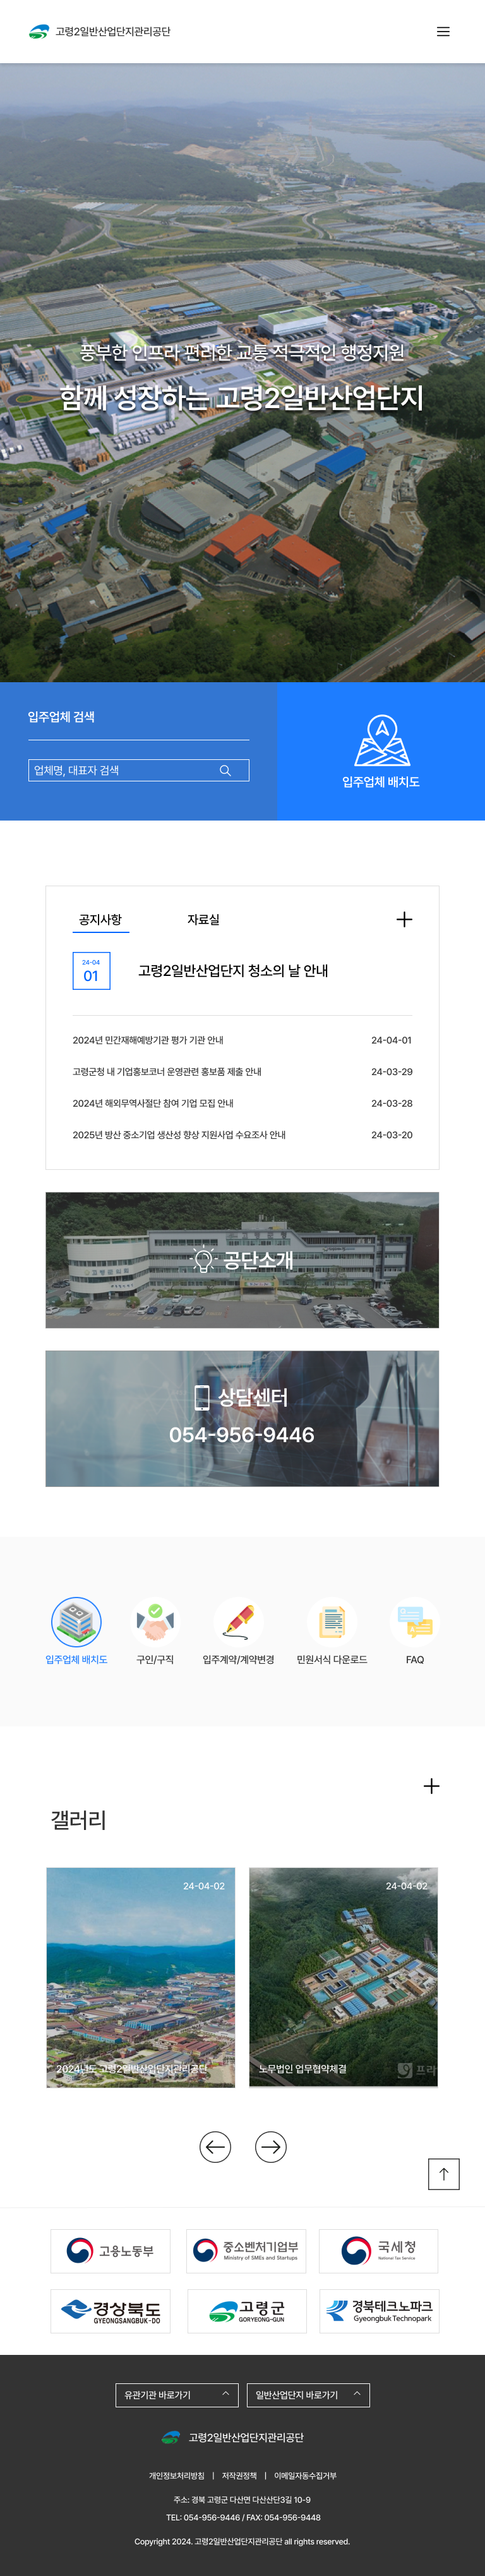 고령2일반산업단지관리공단
풍부한 인프라 편리한 교통 적극적인 행정지원
함께 성장하는 고령2일반산업단지
입주업체 검색
업체명, 대표자 검색
입주업체 배치도
공지사항 자료실
24-04
01
고령2일반산업단지 청소의 날 안내
2024년 민간재해예방기관 평가 기관 안내 24-04-01
고령군청 내 기업홍보코너 운영관련 홍보품 제출 안내 24-03-29
2024년 해외무역사절단 참여 기업 모집 안내 24-03-28
2025년 방산 중소기업 생산성 향상 지원사업 수요조사 안내 24-03-20
공단소개
상담센터
054-956-9446
입주업체 배치도 구인/구직 입주계약/계약변경 민원서식 다운로드 FAQ
갤러리
24-04-02 24-04-02
2024년도 고령2일반산업단지관리공단 노무법인 업무협약체결
프라
고용노동부 중소벤처기업부 국세청
Ministry of SMEs and Startups National Tax Service
경상북도 고령군 경북테크노파크
GYEONGSANGBUK-DO GORYEONG-GUN Gyeongbuk Technopark
유관기관 바로가기 일반산업단지 바로가기
고령2일반산업단지관리공단
개인정보처리방침 | 저작권정책 | 이메일자동수집거부
주소: 경북 고령군 다산면 다산산단3길 10-9
TEL: 054-956-9446 / FAX: 054-956-9448
Copyright 2024. 고령2일반산업단지관리공단 all rights reserved.